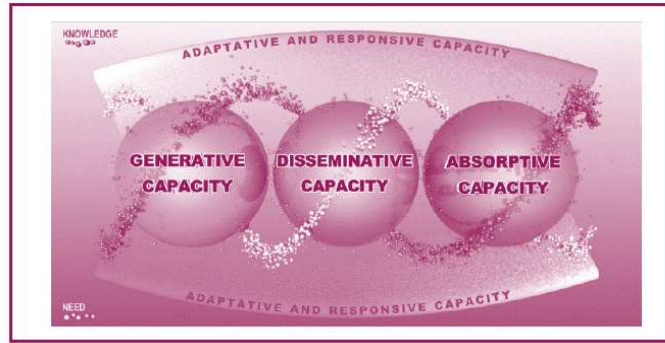 KNOWLEDGE
ADAPTATIVE AND RESPONSIVE CAPACITY
GENERATIVE
CAPACITY
DISSEMINATIVE
CAPACITY
ABSORPTIVE
CAPACITY
NEED
ADAPTATIVE AND RESPONSIVE CAPACITY